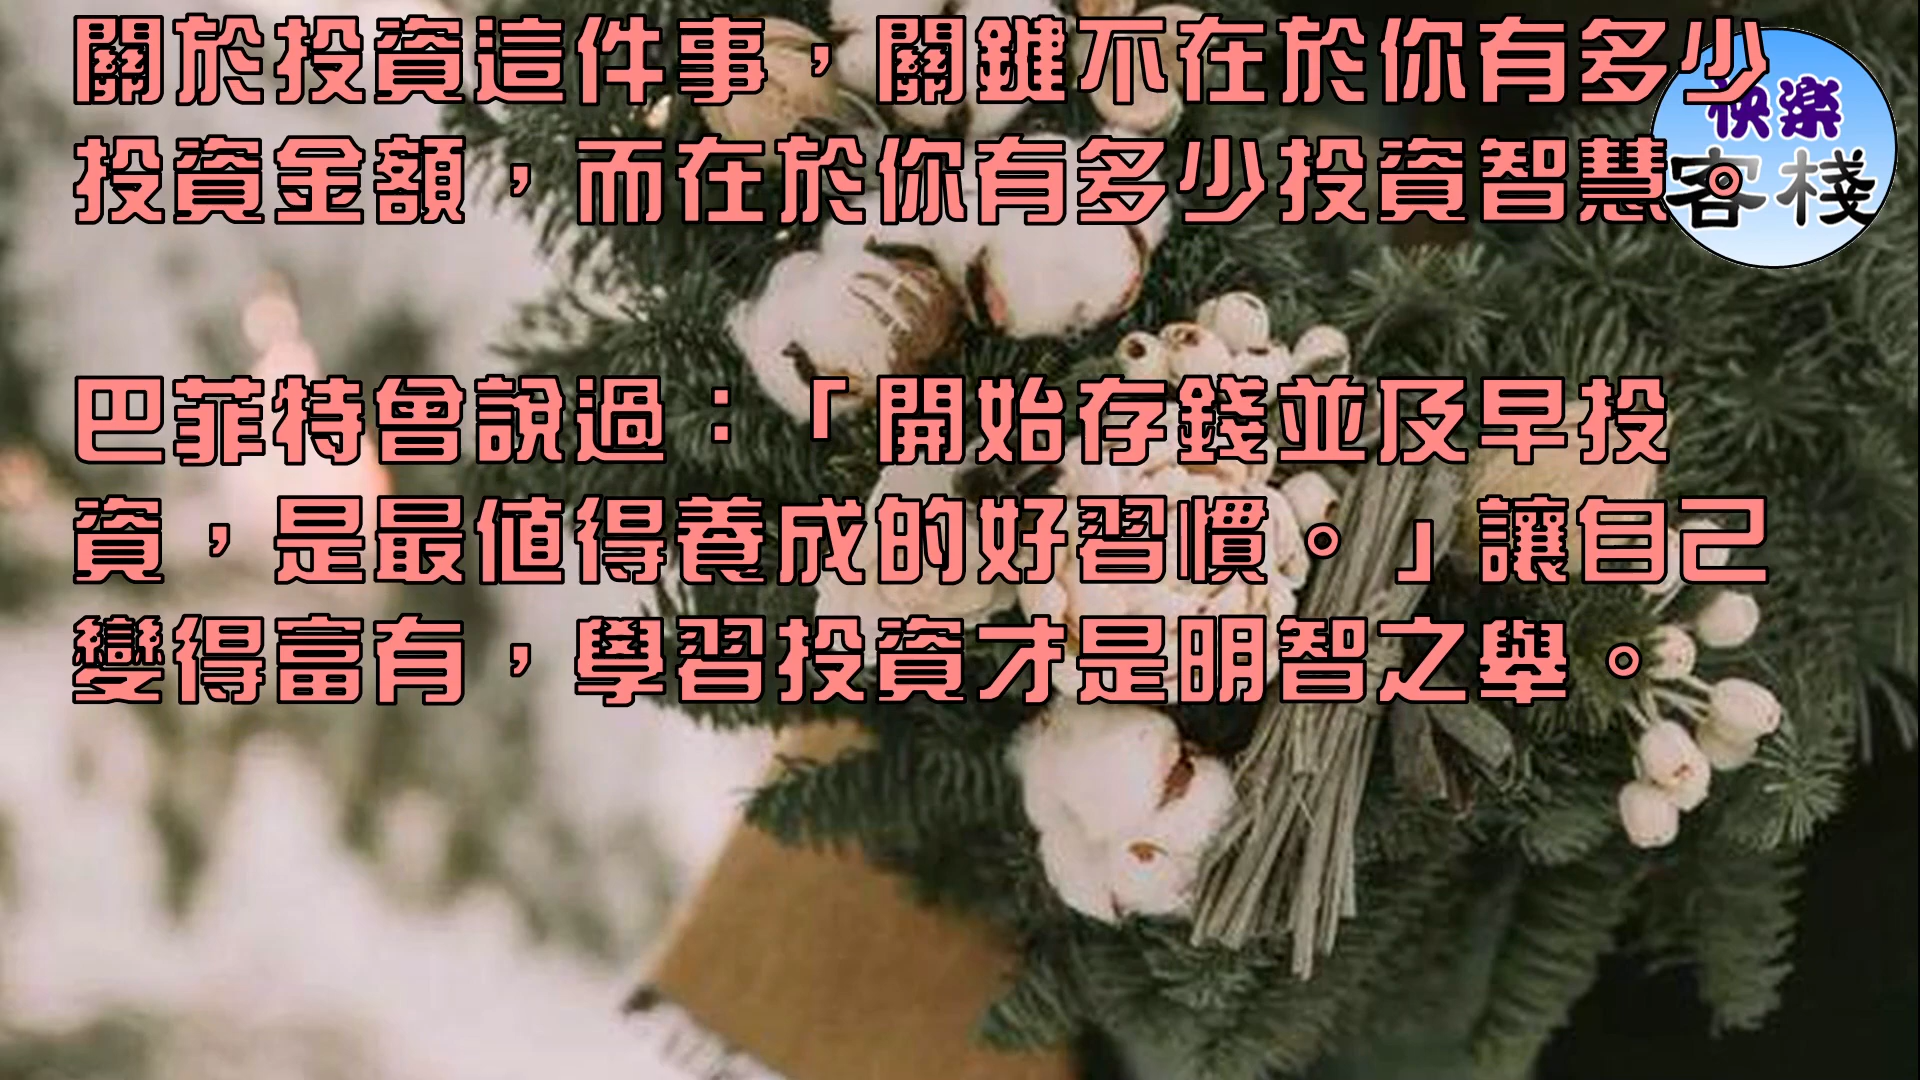 關於投資這件事，關鍵不在於你有多少
投資金額，而在於你有多少投資智慧。
快樂
客棧
巴菲特曾說過：「開始存錢並及早投
資，是最值得養成的好習慣。」讓自己
變得富有，學習投資才是明智之舉。